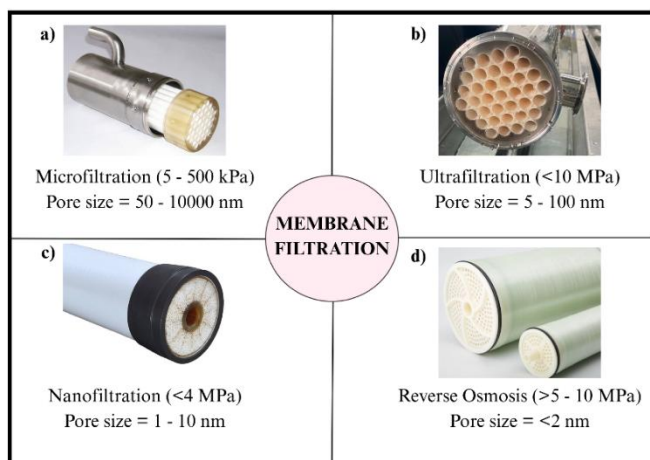 a)
Microfiltration (5 - 500 kPa)
Pore size = 50 - 10000 nm
b)
Ultrafiltration (<10 MPa)
Pore size = 5 - 100 nm
MEMBRANE
FILTRATION
c)
Nanofiltration (<4 MPa)
Pore size = 1 - 10 nm
d)
Reverse Osmosis (>5 - 10 MPa)
Pore size = <2 nm